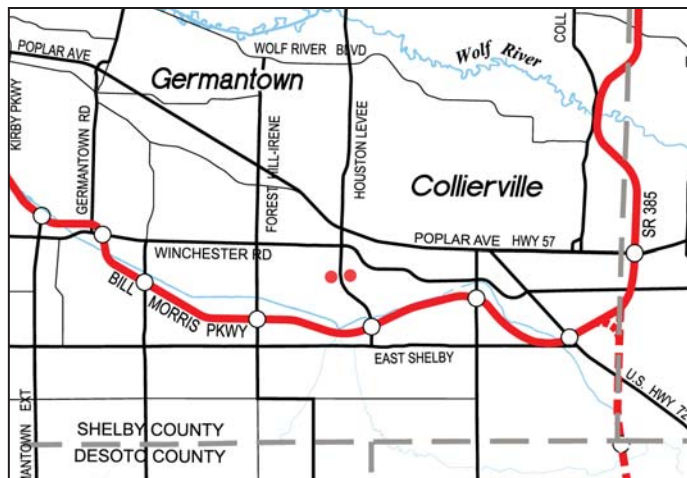 POPLAR AVE
WOLF RIVER BLVD
Wolf River
COLL
Germantown
KIRBY PKWY
GERMANTOWN RD
FOREST HILL-IRENE
HOUSTON LEVEE
Collierville
SR 385
POPLAR AVE HWY 57
WINCHESTER RD
BILL MORRIS PKWY
EAST SHELBY
U.S. HWY 72
MANTOWN EXT
SHELBY COUNTY
DESOTO COUNTY